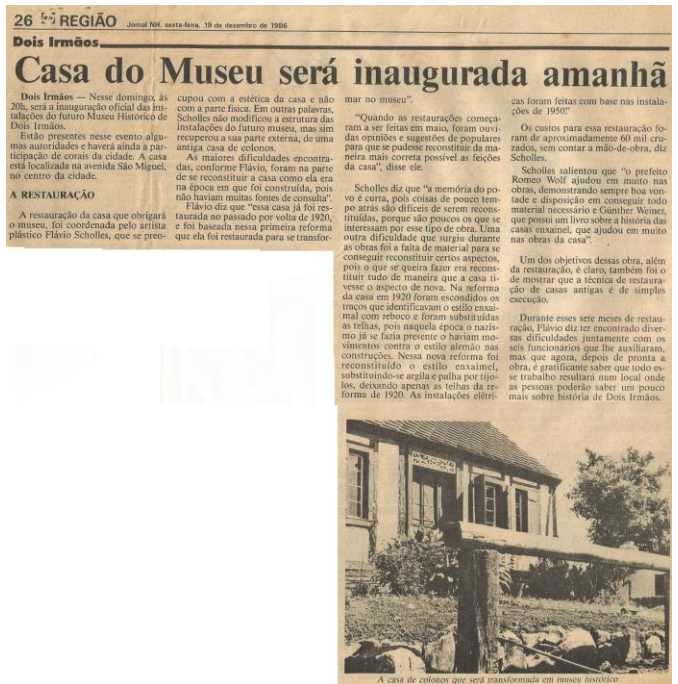 26 REGIÃO Jornal NH, sexta-feira, 19 de dezembro de 1986
Dois Irmãos
Casa do Museu será inaugurada amanhã
Dois Irmãos — Nesse domingo, às
20h, será a inauguração oficial das ins-
talações do futuro Museu Histórico de
Dois Irmãos.
Estão presentes nesse evento algu-
mas autoridades e haverá ainda a par-
ticipação de corais da cidade. A casa
está localizada na avenida São Miguel,
no centro da cidade.
A RESTAURAÇÃO
A restauração da casa que obrigará
o museu, foi coordenada pelo artista
plástico Flávio Scholles, que se preo-
cupou com a estética da casa e não
com a parte física. Em outras palavras,
Scholles não modificou a estrutura das
instalações do futuro museu, mas sim
recuperou a sua parte externa, de uma
antiga casa de colonos.
As maiores dificuldades encontra-
das, conforme Flávio, foram na parte
de se reconstituir a casa como ela era
na época em que foi construída, pois
não haviam muitas fontes de consulta".
Flávio diz que "essa casa já foi res-
taurada no passado por volta de 1920,
e foi baseada nessa primeira reforma
que ela foi restaurada para se transfor-
mar no museu".
"Quando as restaurações começa-
ram a ser feitas em maio, foram ouvi-
das opiniões e sugestões de populares
para que se pudesse reconstituir da ma-
neira mais correta possível as feições
da casa", disse ele.
Scholles diz que "a memória do po-
vo é curta, pois coisas de pouco tem-
po atrás são difíceis de serem recons-
tituídas, porque são poucos os que se
interessam por esse tipo de obra. Uma
outra dificuldade que surgiu durante
as obras foi a falta de material para se
conseguir reconstituir certos aspectos,
pois o que se queira fazer era recons-
tituir tudo de maneira que a casa ti-
vesse o aspecto de nova. Na reforma
da casa em 1920 foram escondidos os
traços que identificavam o estilo enxai-
mal com reboco e foram substituídas
as telhas, pois naquela época o nazis-
mo já se fazia presente o haviam mo-
vimentos contra o estilo alemão nas
construções. Nessa nova reforma foi
reconstituído o estilo enxaimel,
substituindo-se argila e palha por tijo-
los, deixando apenas as telhas da re-
forma de 1920. As instalações elétri-
cas foram feitas com base nas instala-
ções de 1950."
Os custos para essa restauração fo-
ram de aproximadamente 60 mil cru-
zados, sem contar a mão-de-obra, diz
Scholles.
Scholles salientou que "o prefeito
Romeo Wolf ajudou em muito nas
obras, demonstrando sempre boa von-
tade e disposição em conseguir todo
material necessário e Günther Weiner,
que possui um livro sobre a história das
casas enxainel, que ajudou em muito
nas obras da casa".
Um dos objetivos dessa obra, além
da restauração, é claro, também foi o
de mostrar que a técnica de restaura-
ção de casas antigas é de simples
execução.
Durante esses sete meses de restau-
ração, Flávio diz ter encontrado diver-
sas dificuldades juntamente com os
seis funcionários que lhe auxiliaram,
mas que agora, depois de pronta a
obra, é gratificante saber que todo es-
se trabalho resultará num local onde
as pessoas poderão saber um pouco
mais sobre história de Dois Irmãos.
A casa de colonos que será transformada em museu histórico